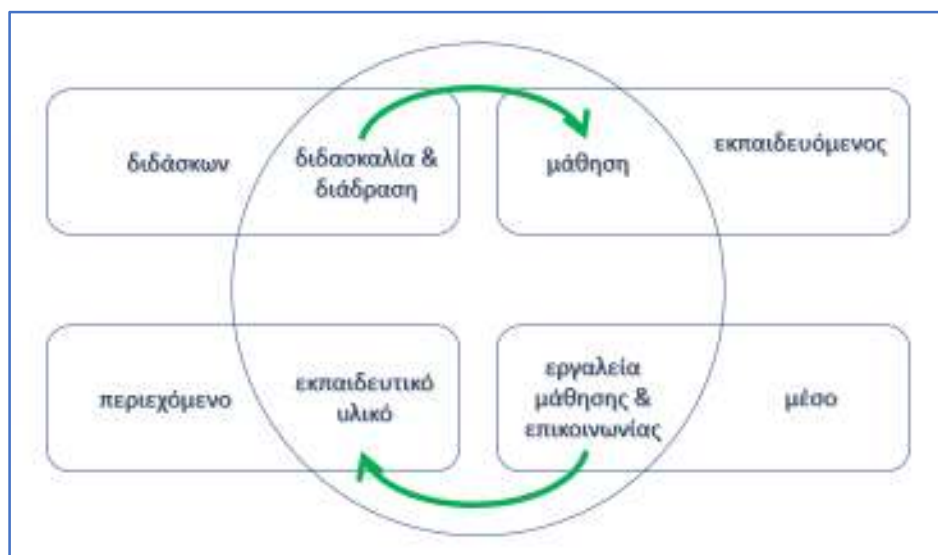 διδάσκων
διδασκαλία &
διάδραση
μάθηση
εκπαιδευόμενος
περιεχόμενο
εκπαιδευτικό
υλικό
εργαλεία
μάθησης &
επικοινωνίας
μέσο